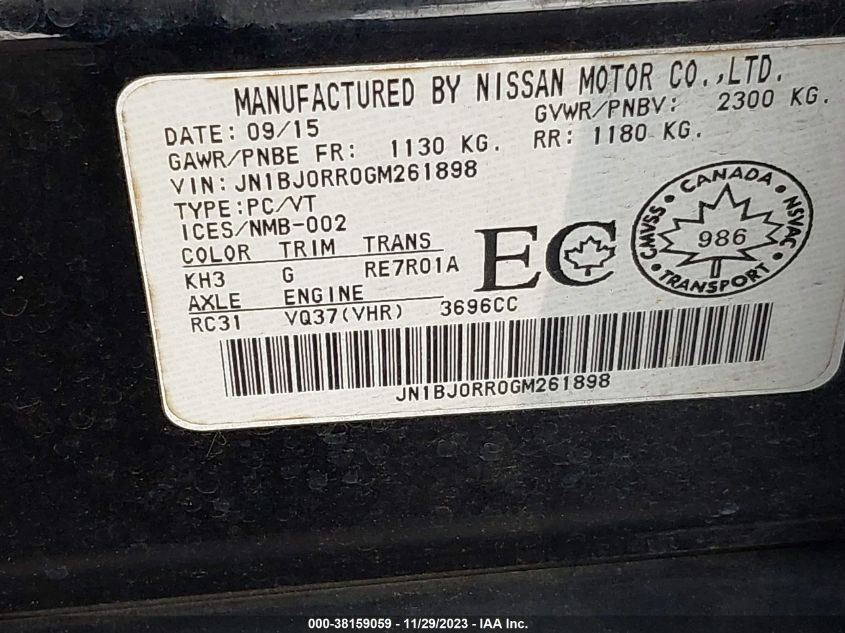 MANUFACTURED BY NISSAN MOTOR CO.,LTD.
DATE: 09/15 GVWR/PNBV: 2300 KG.
GAWR/PNBE FR: 1130 KG. RR: 1180 KG.
VIN: JN1BJ0RR0GM261898
TYPE:PC/VT
ICES/NMB-002
COLOR TRIM TRANS
KH3 G RE7R01A
AXLE ENGINE
RC31 VQ37(VHR) 3696CC
EC
CANADA
CMVSS 986 NSVAC
TRANSPORT
JN1BJ0RR0GM261898
000-38159059 - 11/29/2023 - IAA Inc.